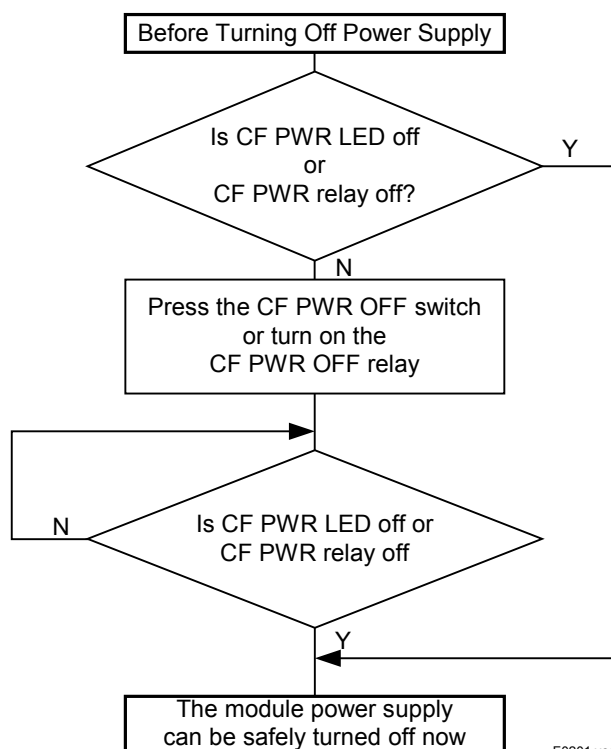 Before Turning Off Power Supply
Is CF PWR LED off
or
CF PWR relay off?
Y
N
Press the CF PWR OFF switch
or turn on the
CF PWR OFF relay
Is CF PWR LED off or
CF PWR relay off
N
Y
The module power supply
can be safely turned off now